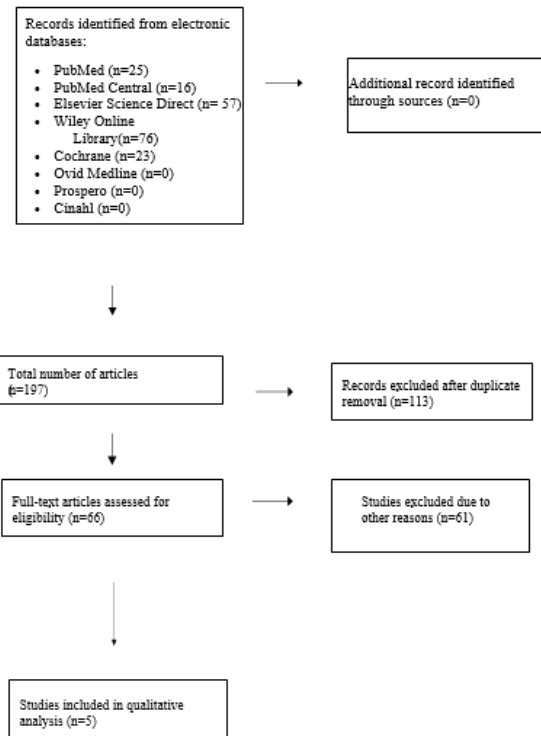 Records identified from electronic
databases:
• PubMed (n=25)
• PubMed Central (n=16)
• Elsevier Science Direct (n= 57)
• Wiley Online
Library(n=76)
• Cochrane (n=23)
• Ovid Medline (n=0)
• Prospero (n=0)
• Cinahl (n=0)
Additional record identified
through sources (n=0)
Total number of articles
(n=197)
Records excluded after duplicate
removal (n=113)
Full-text articles assessed for
eligibility (n=66)
Studies excluded due to
other reasons (n=61)
Studies included in qualitative
analysis (n=5)